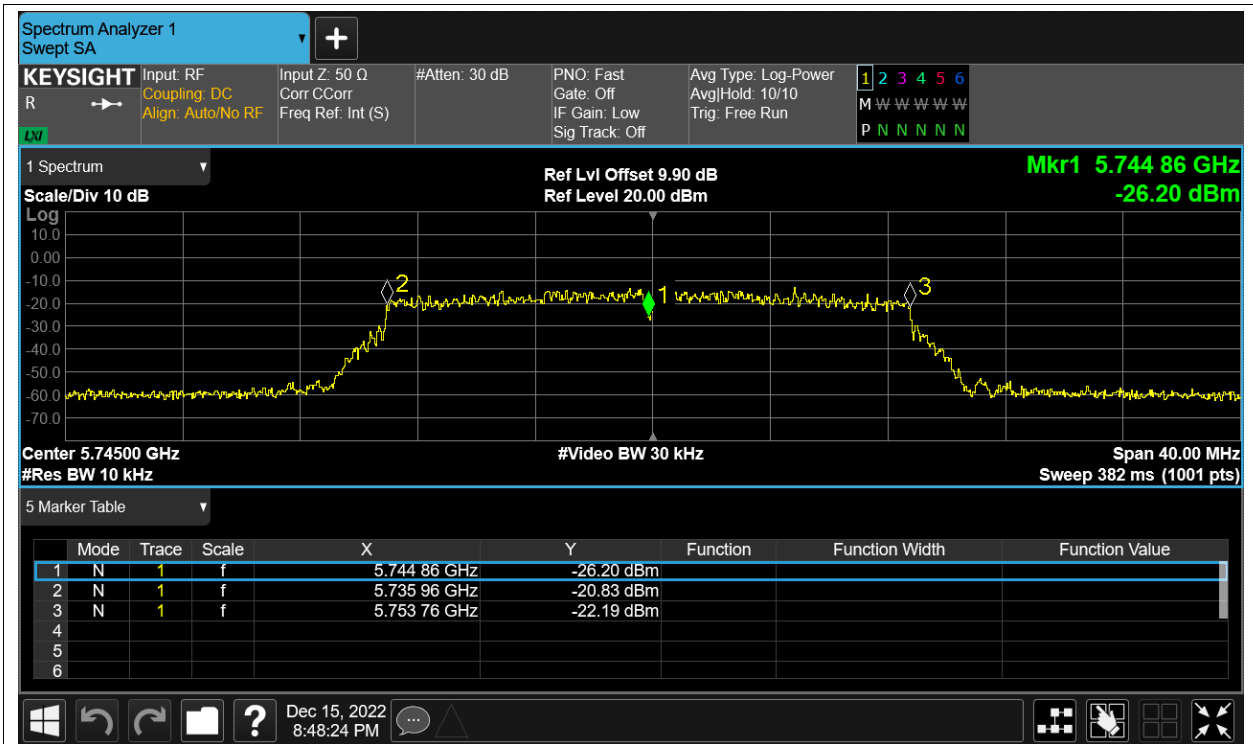 Spectrum Analyzer 1
Swept SA
KEYSIGHT
R
LXI
Input: RF
Coupling: DC
Align: Auto/No RF
Input Z: 50 Ω
Corr CCorr
Freq Ref: Int (S)
#Atten: 30 dB
PNO: Fast
Gate: Off
IF Gain: Low
Sig Track: Off
Avg Type: Log-Power
Avg|Hold: 10/10
Trig: Free Run
1 2 3 4 5 6
M W W W W W
P N N N N N
1 Spectrum
Scale/Div 10 dB
Ref Lvl Offset 9.90 dB
Ref Level 20.00 dBm
Mkr1 5.744 86 GHz
-26.20 dBm
Log
10.0
0.00
-10.0
-20.0
-30.0
-40.0
-50.0
-60.0
-70.0
2
1
3
Center 5.74500 GHz
#Res BW 10 kHz
#Video BW 30 kHz
Span 40.00 MHz
Sweep 382 ms (1001 pts)
5 Marker Table
Mode Trace Scale X Y Function Function Width Function Value
1 N 1 f 5.744 86 GHz -26.20 dBm
2 N 1 f 5.735 96 GHz -20.83 dBm
3 N 1 f 5.753 76 GHz -22.19 dBm
4
5
6
?
Dec 15, 2022
8:48:24 PM